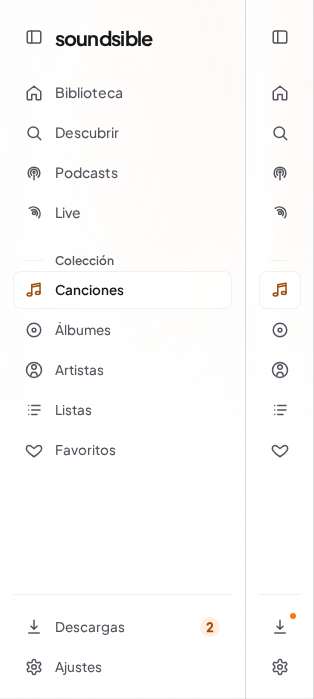 soundsible
Biblioteca
Descubrir
Podcasts
Live
Colección
Canciones
Álbumes
Artistas
Listas
Favoritos
Descargas 2
Ajustes